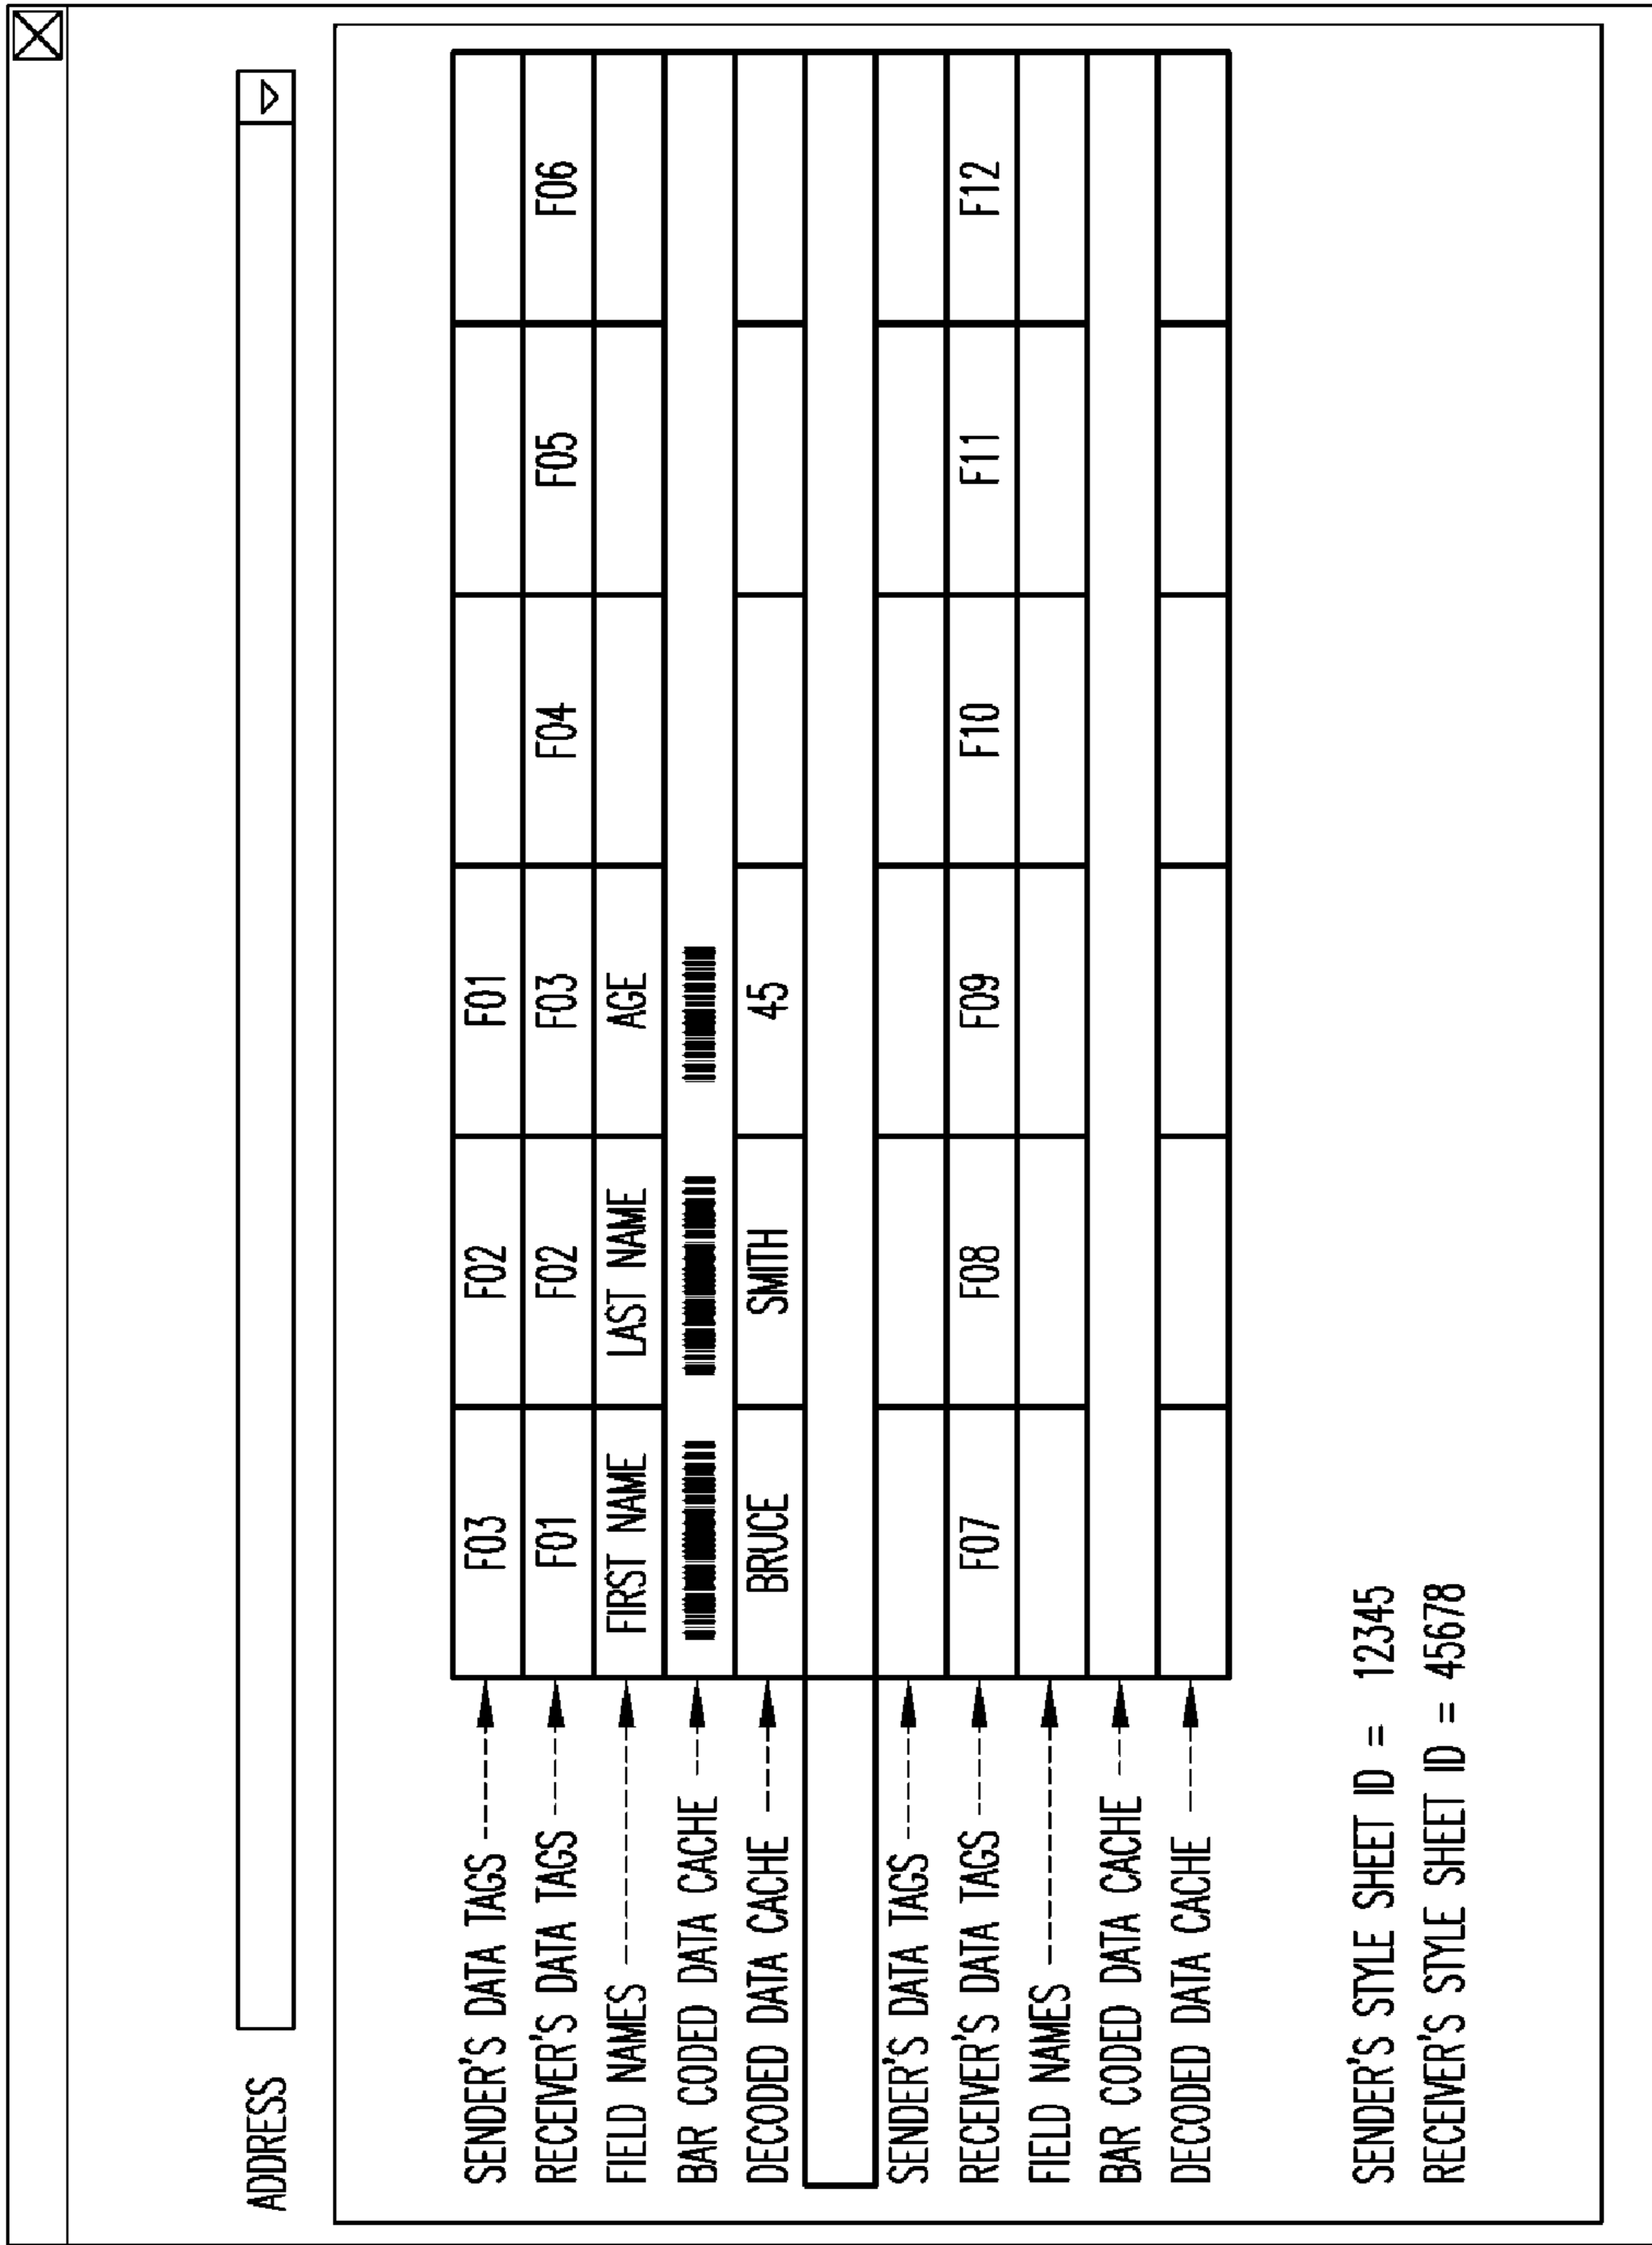 ADDRESS
SENDER'S DATA TAGS F03 F02 F01
RECEIVER'S DATA TAGS F01 F02 F03 F04 F05 F06
FIELD NAMES FIRST NAME LAST NAME AGE
BAR CODED DATA CACHE
DECODED DATA CACHE BRUCE SMITH 45
SENDER'S DATA TAGS
RECEIVER'S DATA TAGS F07 F08 F09 F10 F11 F12
FIELD NAMES
BAR CODED DATA CACHE
DECODED DATA CACHE
SENDER'S STYLE SHEET ID = 12345
RECEIVER'S STYLE SHEET ID = 45678